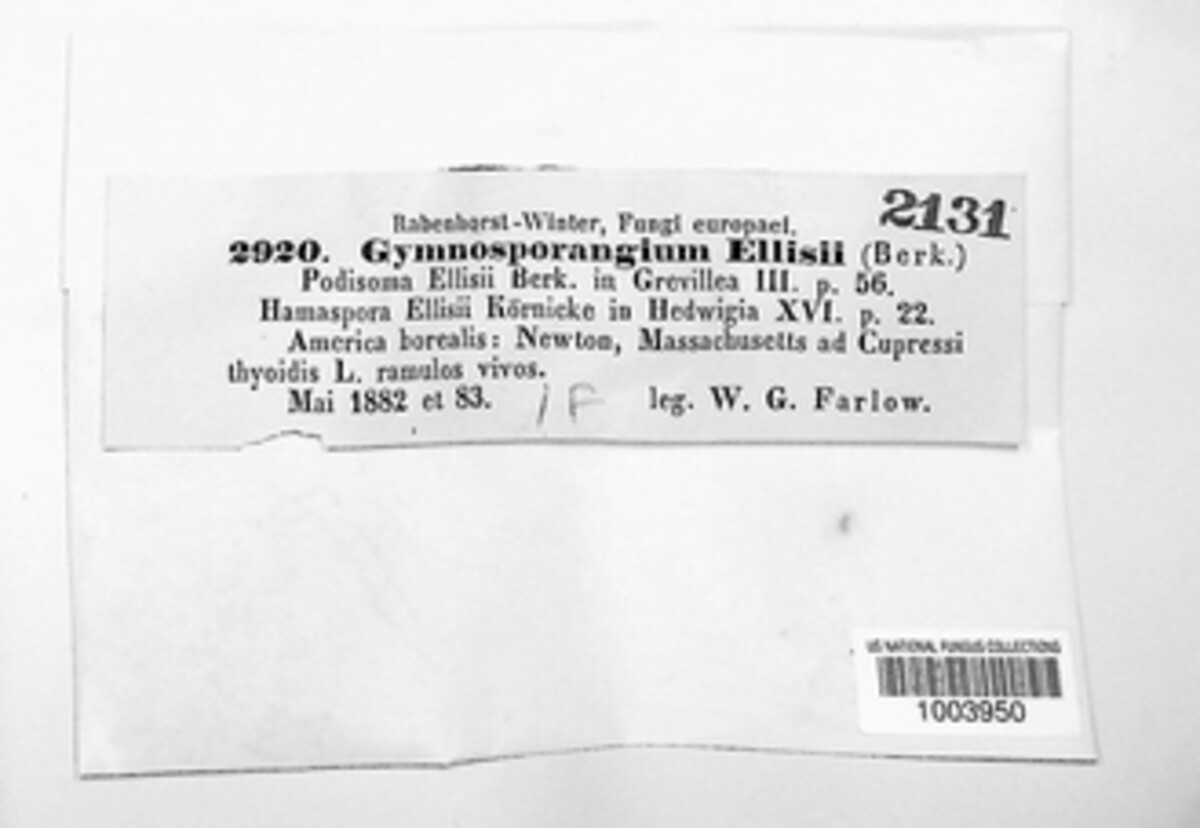 2131
Rabenhorst-Winter, Fungi europaei.
2920. Gymnosporangium Ellisii (Berk.)
Podisoma Ellisii Berk. in Grevillea III. p. 56.
Hamaspora Ellisii Körnicke in Hedwigia XVI. p. 22.
America borealis: Newton, Massachusetts ad Cupressi
thyoidis L. ramulos vivos.
Mai 1882 et 83. leg. W. G. Farlow.
US NATIONAL FUNGUS COLLECTIONS
1003950